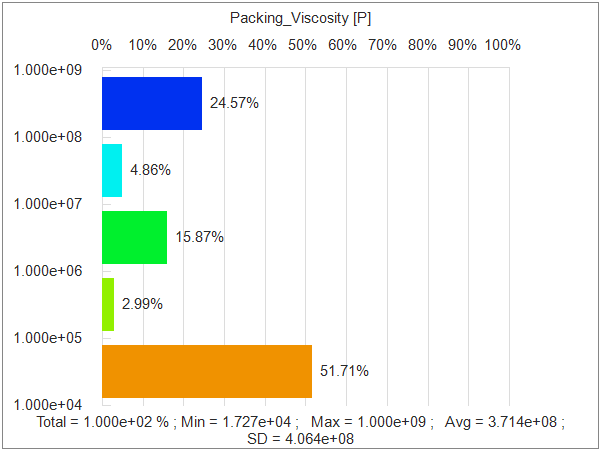 Packing_Viscosity [P]
0% 10% 20% 30% 40% 50% 60% 70% 80% 90% 100%
1.000e+09
24.57%
1.000e+08
4.86%
1.000e+07
15.87%
1.000e+06
2.99%
1.000e+05
51.71%
1.000e+04
Total = 1.000e+02 % ; Min = 1.727e+04 ; Max = 1.000e+09 ; Avg = 3.714e+08 ;
SD = 4.064e+08